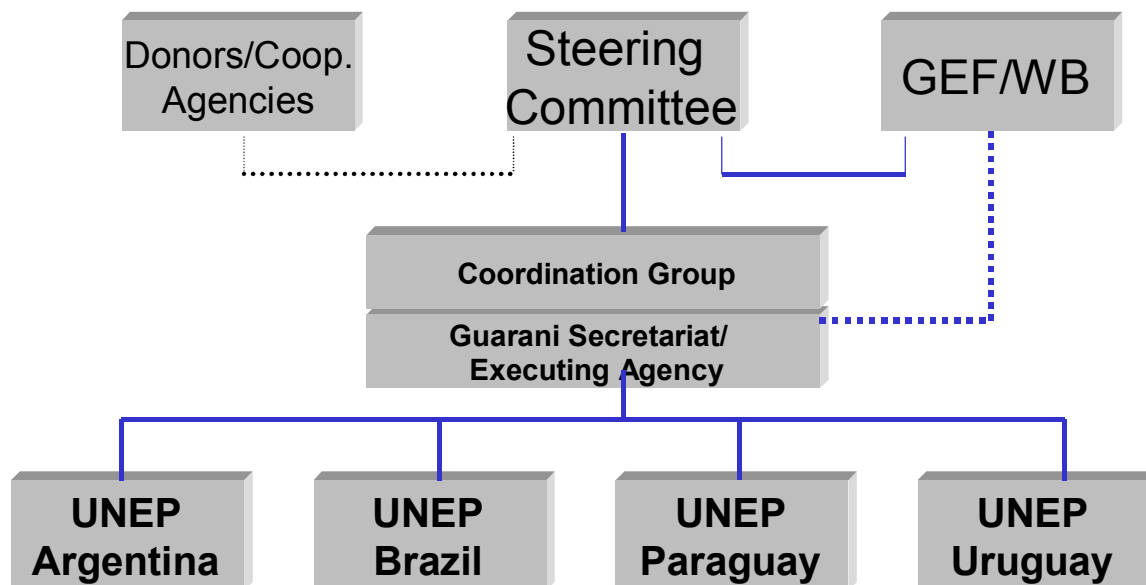 Donors/Coop.
Agencies
Steering
Committee
GEF/WB
Coordination Group
Guarani Secretariat/
Executing Agency
UNEP
Argentina
UNEP
Brazil
UNEP
Paraguay
UNEP
Uruguay